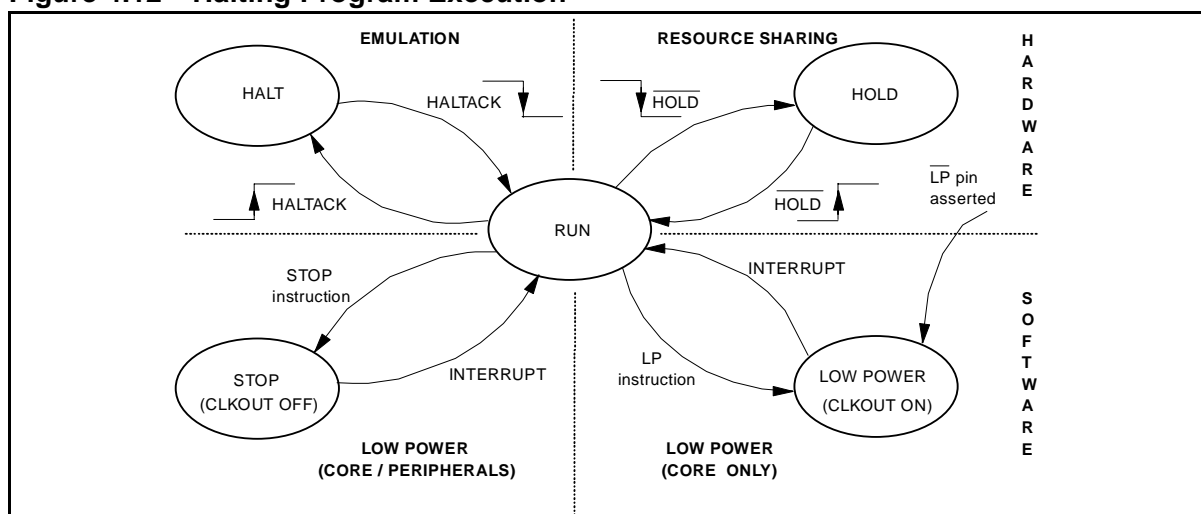 Figure 4.12 Halting Program Execution
EMULATION
RESOURCE SHARING
HARDWARE
HALT
HALTACK
HOLD
HOLD
HALTACK
HOLD
LP pin
asserted
RUN
STOP
instruction
INTERRUPT
SOFTWARE
STOP
(CLKOUT OFF)
INTERRUPT
LP
instruction
LOW POWER
(CLKOUT ON)
LOW POWER
(CORE / PERIPHERALS)
LOW POWER
(CORE ONLY)